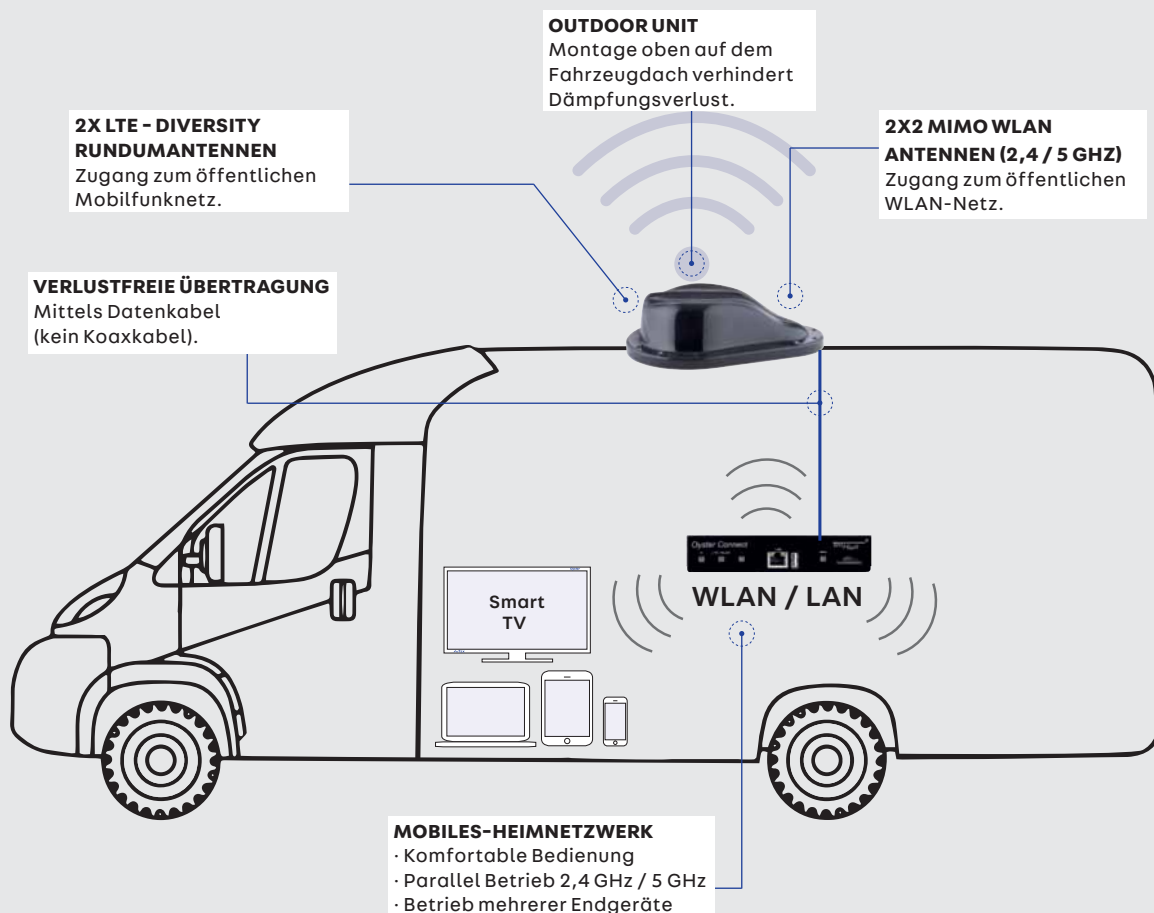 OUTDOOR UNIT
Montage oben auf dem
Fahrzeugdach verhindert
Dämpfungsverlust.
2X LTE – DIVERSITY
RUNDUMANTENNEN
Zugang zum öffentlichen
Mobilfunknetz.
2X2 MIMO WLAN
ANTENNEN (2,4 / 5 GHZ)
Zugang zum öffentlichen
WLAN-Netz.
VERLUSTFREIE ÜBERTRAGUNG
Mittels Datenkabel
(kein Koaxkabel).
Oyster Connect
WLAN / LAN
Smart
TV
MOBILES-HEIMNETZWERK
· Komfortable Bedienung
· Parallel Betrieb 2,4 GHz / 5 GHz
· Betrieb mehrerer Endgeräte